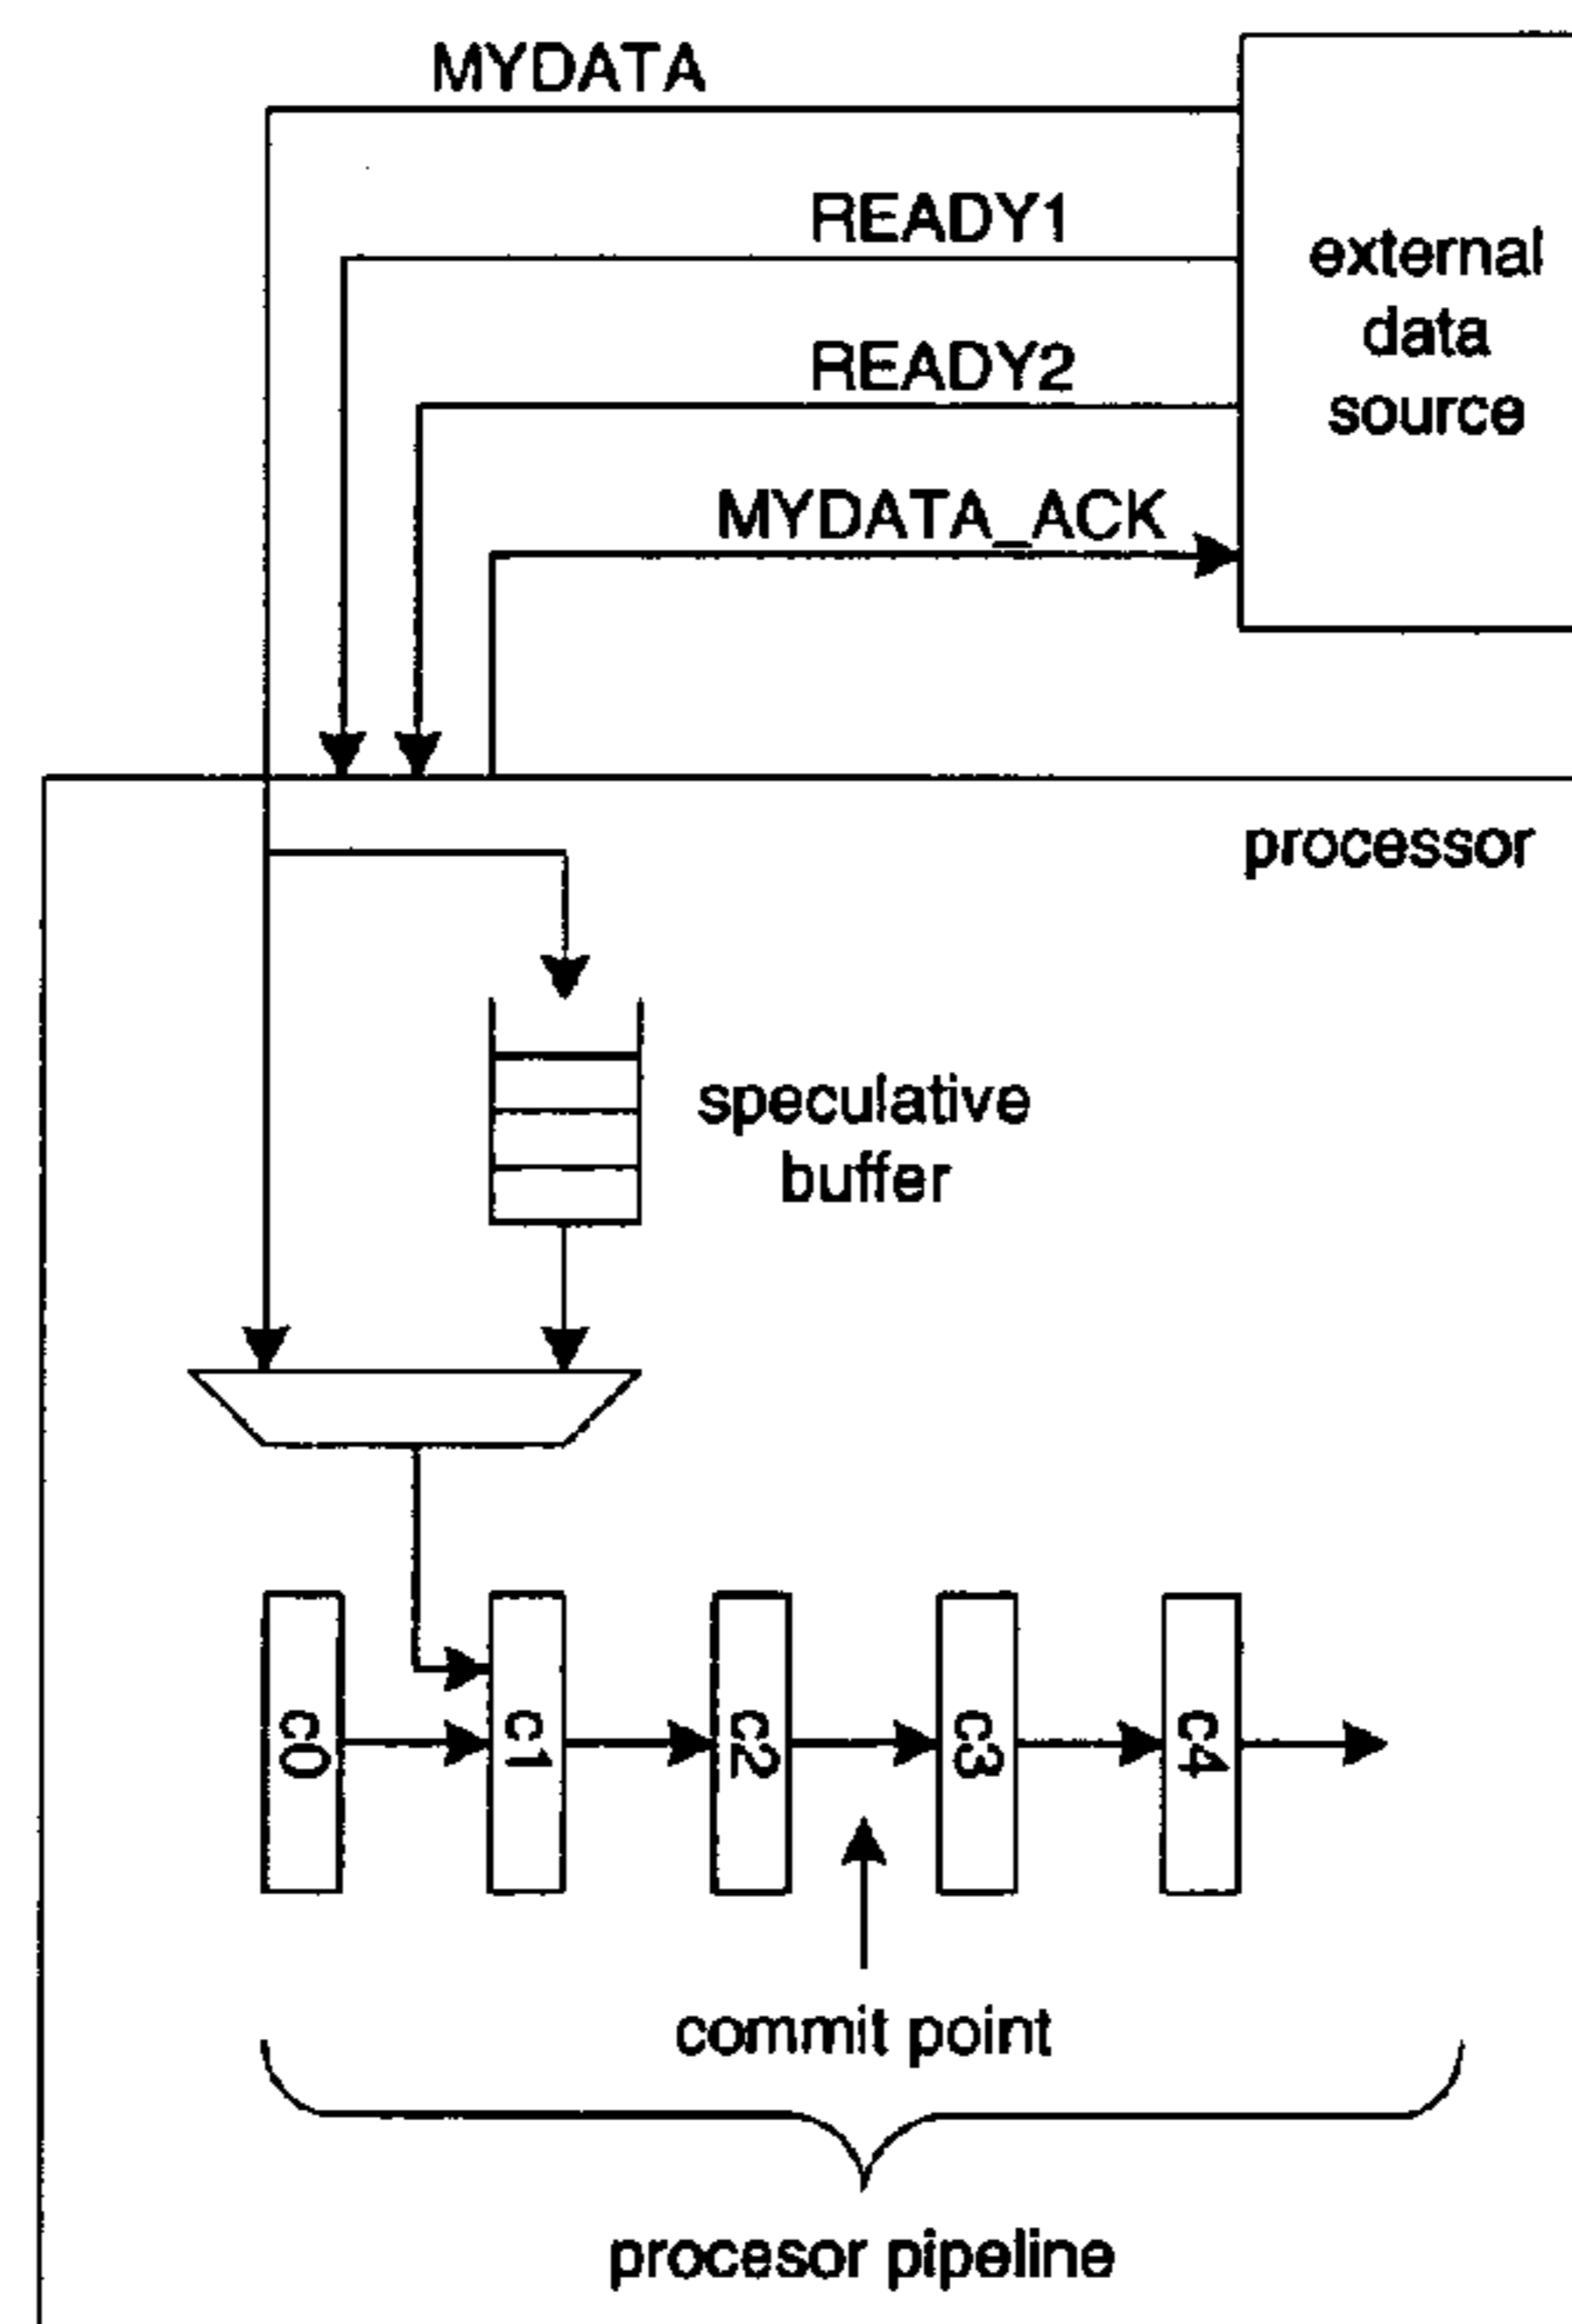 MYDATA
READY1
external
data
source
READY2
MYDATA_ACK
processor
speculative
buffer
C0
C1
C2
C3
C4
commit point
procesor pipeline